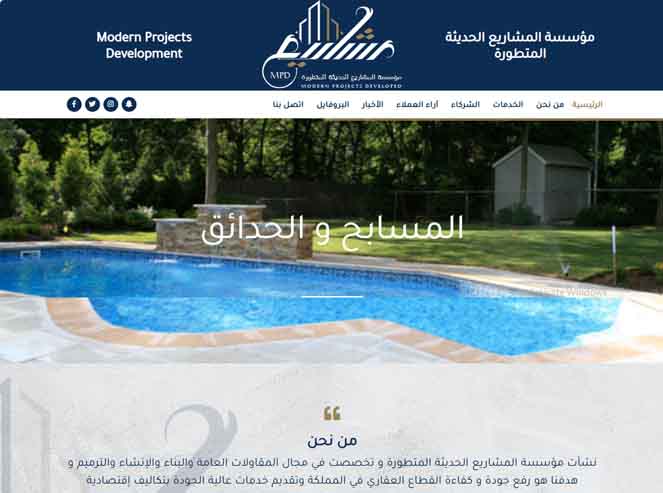 Modern Projects
Development
مؤسسة المشاريع الحديثة
المتطورة
مشاريع
MPD
مؤسسة المشاريع الحديثة المتطورة
MODERN PROJECTS DEVELOPED
الرئيسية
من نحن
الخدمات
الشركاء
آراء العملاء
الأخبار
البروفايل
اتصل بنا
المسابح و الحدائق
من نحن
نشأت مؤسسة المشاريع الحديثة المتطورة و تخصصت في مجال المقاولات العامة والبناء والإنشاء والترميم و
هدفنا هو رفع جودة و كفاءة القطاع العقاري في المملكة وتقديم خدمات عالية الجودة بتكاليف إقتصادية